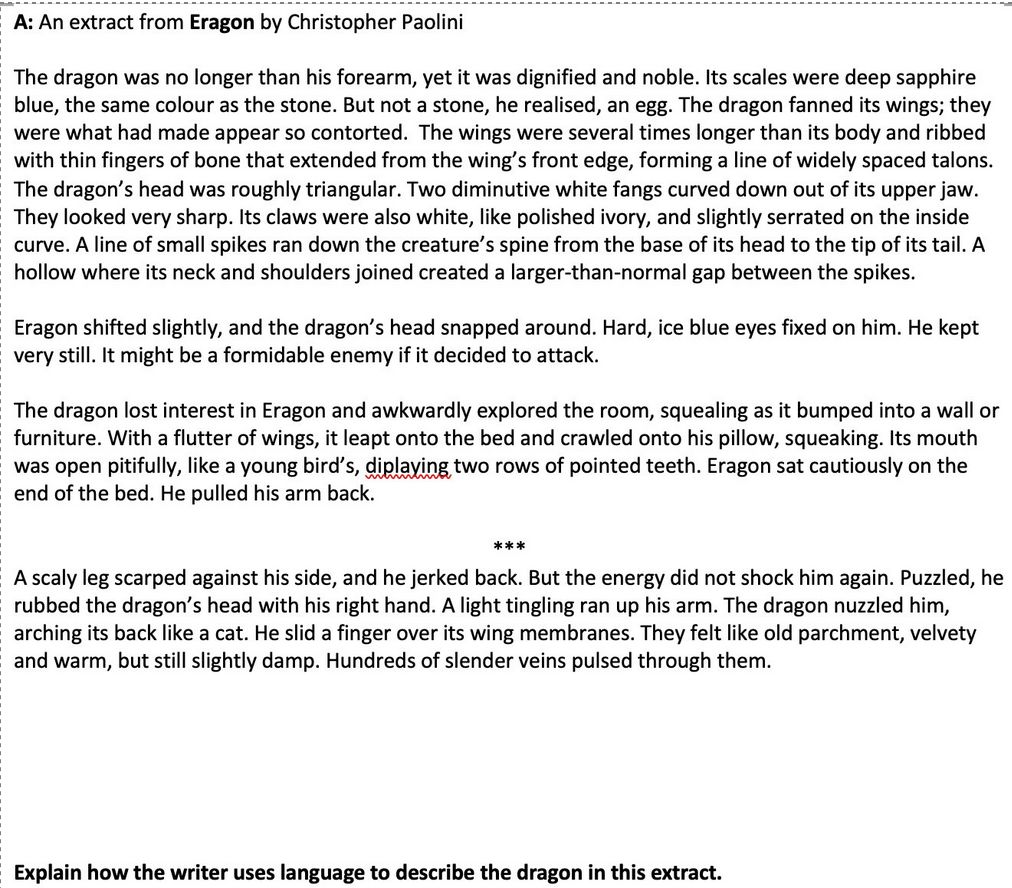 A: An extract from Eragon by Christopher Paolini
The dragon was no longer than his forearm, yet it was dignified and noble. Its scales were deep sapphire
blue, the same colour as the stone. But not a stone, he realised, an egg. The dragon fanned its wings; they
were what had made appear so contorted. The wings were several times longer than its body and ribbed
with thin fingers of bone that extended from the wing's front edge, forming a line of widely spaced talons.
The dragon's head was roughly triangular. Two diminutive white fangs curved down out of its upper jaw.
They looked very sharp. Its claws were also white, like polished ivory, and slightly serrated on the inside
curve. A line of small spikes ran down the creature's spine from the base of its head to the tip of its tail. A
hollow where its neck and shoulders joined created a larger-than-normal gap between the spikes.
Eragon shifted slightly, and the dragon's head snapped around. Hard, ice blue eyes fixed on him. He kept
very still. It might be a formidable enemy if it decided to attack.
The dragon lost interest in Eragon and awkwardly explored the room, squealing as it bumped into a wall or
furniture. With a flutter of wings, it leapt onto the bed and crawled onto his pillow, squeaking. Its mouth
was open pitifully, like a young bird's, diplaying two rows of pointed teeth. Eragon sat cautiously on the
end of the bed. He pulled his arm back.
***
A scaly leg scarped against his side, and he jerked back. But the energy did not shock him again. Puzzled, he
rubbed the dragon's head with his right hand. A light tingling ran up his arm. The dragon nuzzled him,
arching its back like a cat. He slid a finger over its wing membranes. They felt like old parchment, velvety
and warm, but still slightly damp. Hundreds of slender veins pulsed through them.
Explain how the writer uses language to describe the dragon in this extract.